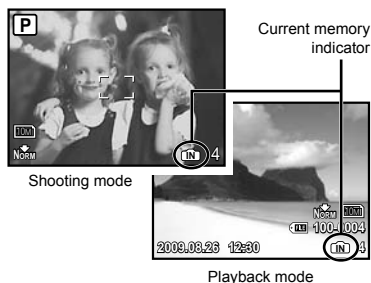 P
Current memory
indicator
10M
NORM
IN 4
Shooting mode
NORM 10M
FILE 100-0004
2009.08.26 12:30 IN 4
Playback mode